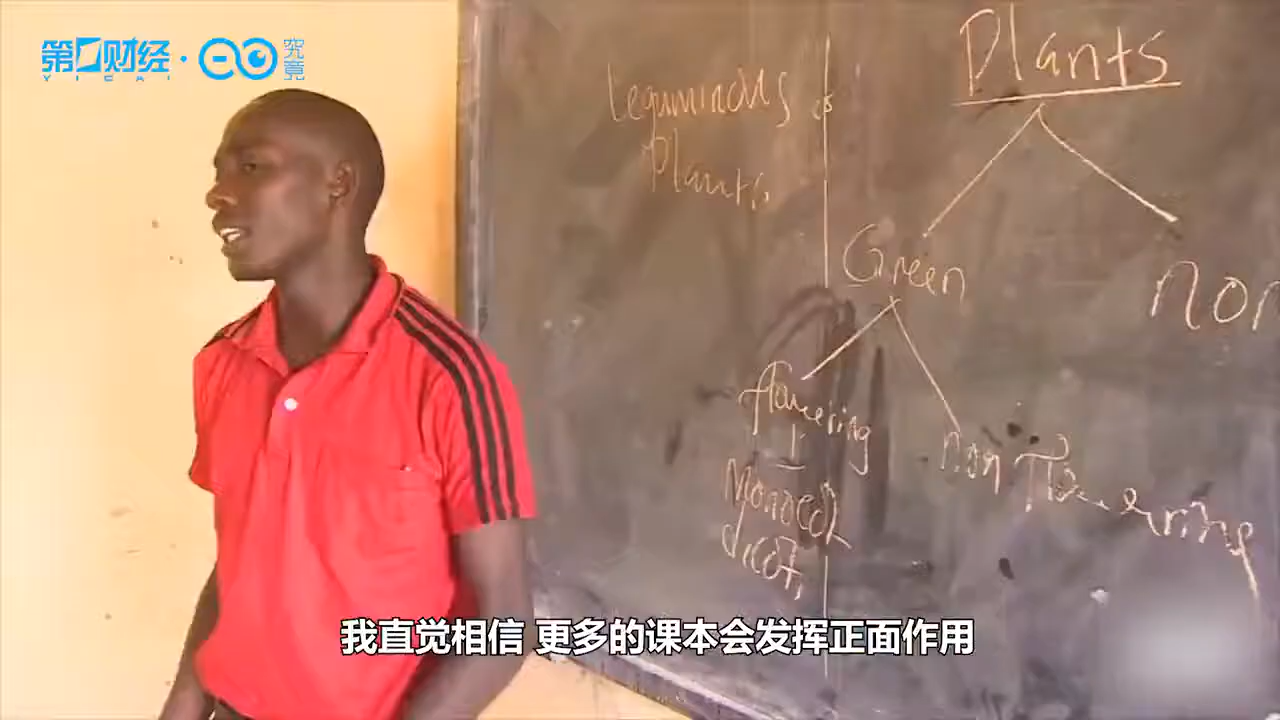 第一财经·究竟
YICAI
Plants
leguminous
Plants
Green
non
flowering
non flowering
Monocot
dicot,
我直觉相信 更多的课本会发挥正面作用